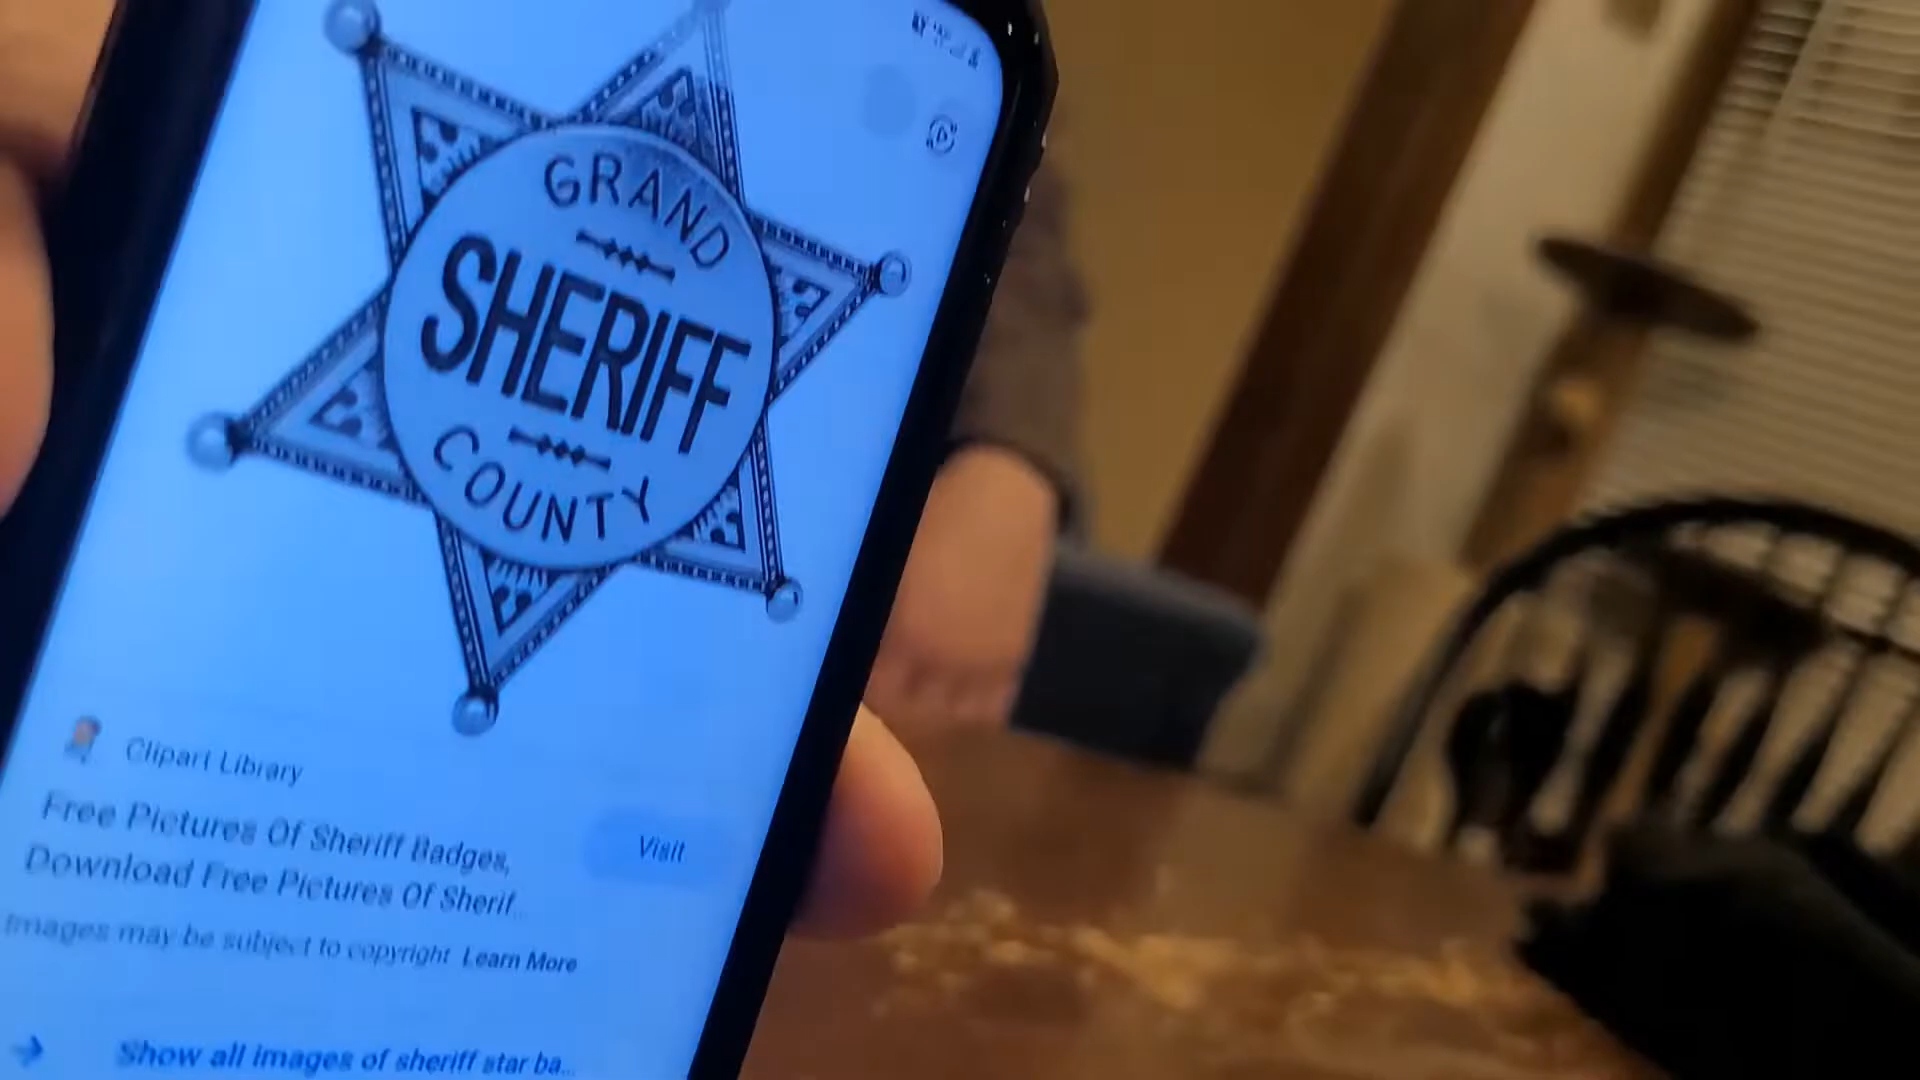 GRAND
SHERIFF
COUNTY
Clipart Library
Free Pictures Of Sheriff Badges,
Download Free Pictures Of Sherif...
Visit
Images may be subject to copyright Learn More
Show all images of sheriff star ba...